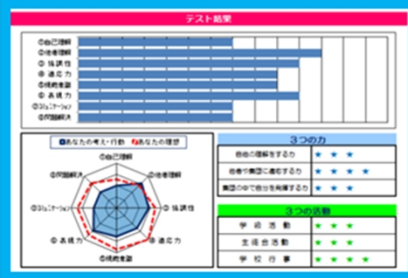 テスト結果
①自己理解
②他者理解
③ 協調性
④ 適応力
⑤規範意識
⑥ 表現力
⑦コミュニケーション
⑧問題解決
あなたの考え・行動 あなたの理想
①自己理解
②他者理解
③ 協調性
④ 適応力
⑤規範意識
⑥ 表現力
⑦コミュニケーション
⑧問題解決
3つの力
自他の理解をする力 ★ ★ ★
他者や集団に適応する力 ★ ★ ★ ★
集団の中で自分を発揮する力 ★ ★ ★
3つの活動
学 級 活 動 ★ ★ ★
生 徒 会 活 動 ★ ★ ★
学 校 行 事 ★ ★ ★ ★